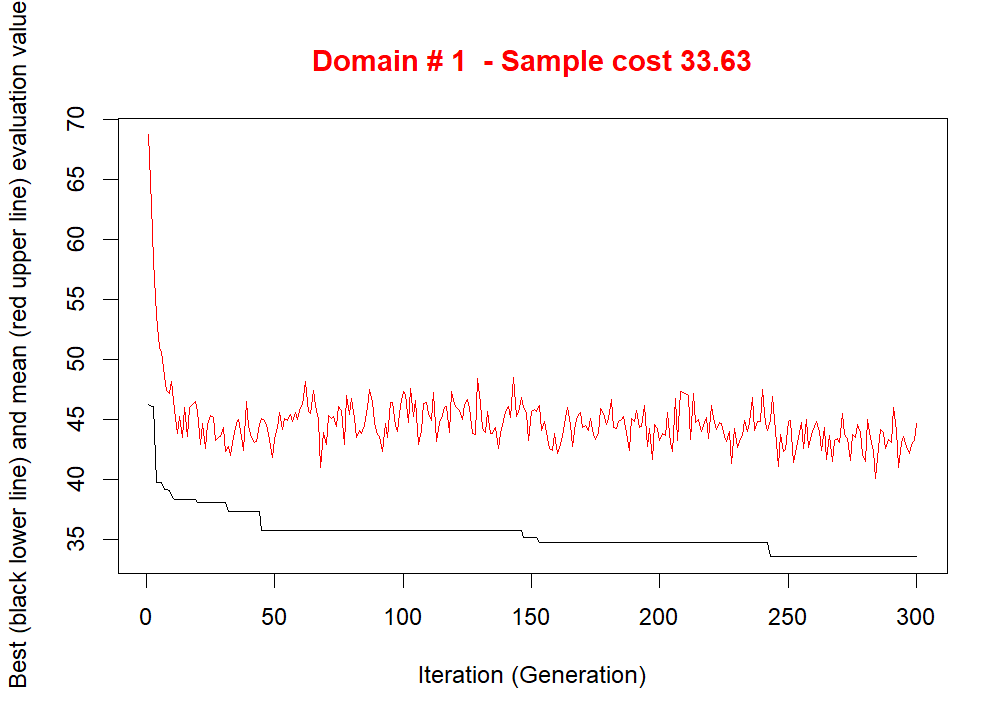 Domain # 1  - Sample cost 33.63
Best (black lower line) and mean (red upper line) evaluation value
70
65
60
55
50
45
40
35
0 50 100 150 200 250 300
Iteration (Generation)